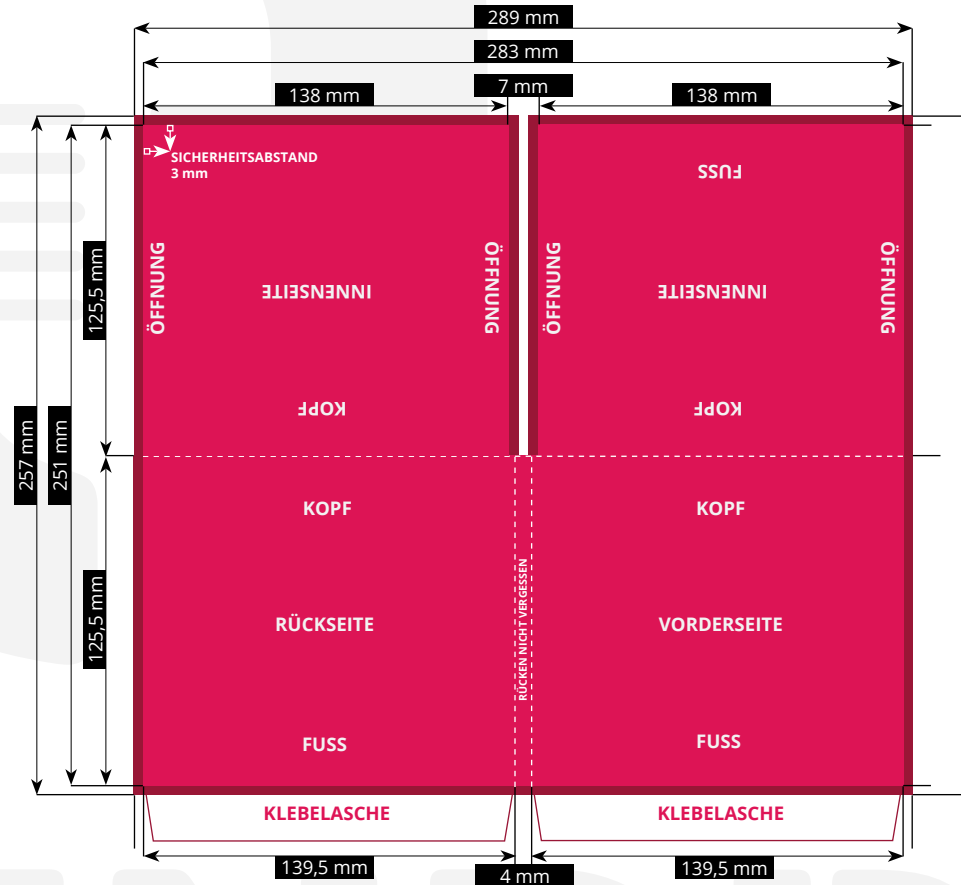 289 mm
283 mm
7 mm
138 mm
138 mm
SICHERHEITSABSTAND
3 mm
FUSS
ÖFFNUNG
INNENSEITE
ÖFFNUNG
ÖFFNUNG
INNENSEITE
ÖFFNUNG
125,5 mm
KOPF
KOPF
257 mm
251 mm
KOPF
KOPF
125,5 mm
RÜCKSEITE
RÜCKEN NICHT VERGESSEN
VORDERSEITE
FUSS
FUSS
KLEBELASCHE
KLEBELASCHE
139,5 mm
4 mm
139,5 mm